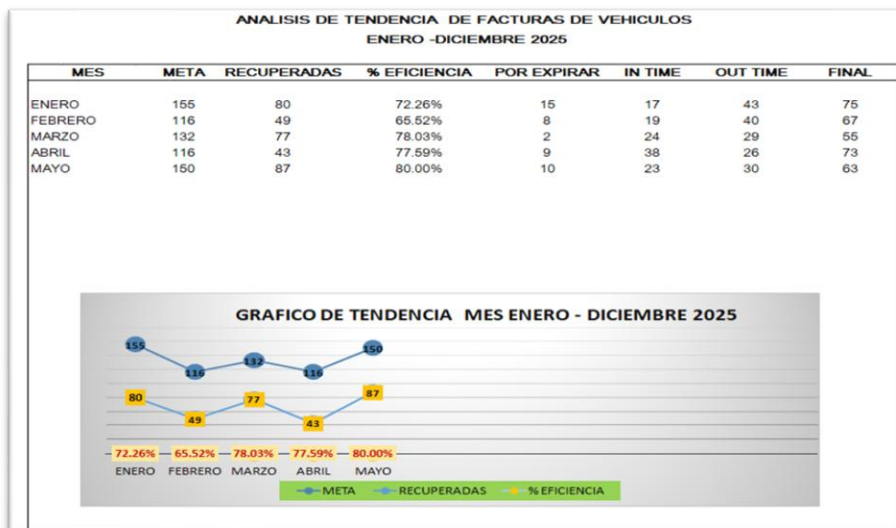 ANALISIS DE TENDENCIA DE FACTURAS DE VEHICULOS
ENERO -DICIEMBRE 2025
MES META RECUPERADAS % EFICIENCIA POR EXPIRAR IN TIME OUT TIME FINAL
ENERO 155 80 72.26% 15 17 43 75
FEBRERO 116 49 65.52% 8 19 40 67
MARZO 132 77 78.03% 2 24 29 55
ABRIL 116 43 77.59% 9 38 26 73
MAYO 150 87 80.00% 10 23 30 63
GRAFICO DE TENDENCIA MES ENERO - DICIEMBRE 2025
155 116 132 116 150
80 49 77 43 87
72.26% 65.52% 78.03% 77.59% 80.00%
ENERO FEBRERO MARZO ABRIL MAYO
META RECUPERADAS % EFICIENCIA